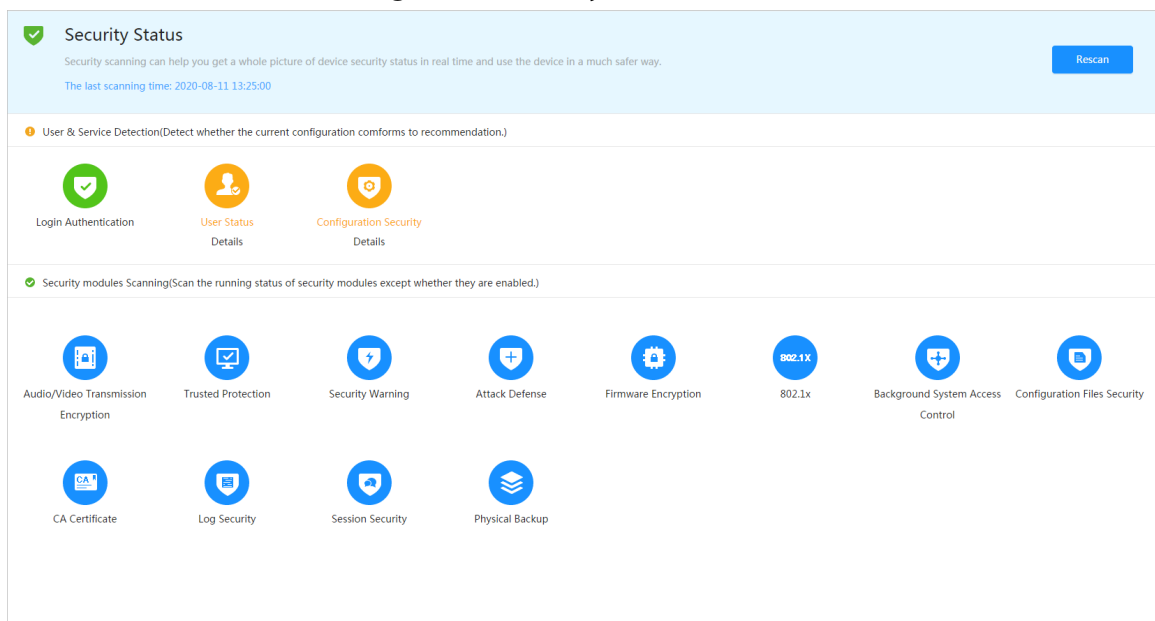 Security Status
Security scanning can help you get a whole picture of device security status in real time and use the device in a much safer way.
Rescan
The last scanning time: 2020-08-11 13:25:00
User & Service Detection(Detect whether the current configuration comforms to recommendation.)
Login Authentication
User Status
Configuration Security
Details
Details
Security modules Scanning(Scan the running status of security modules except whether they are enabled.)
802.1X
Audio/Video Transmission
Encryption
Trusted Protection
Security Warning
Attack Defense
Firmware Encryption
802.1x
Background System Access
Control
Configuration Files Security
CA
CA Certificate
Log Security
Session Security
Physical Backup